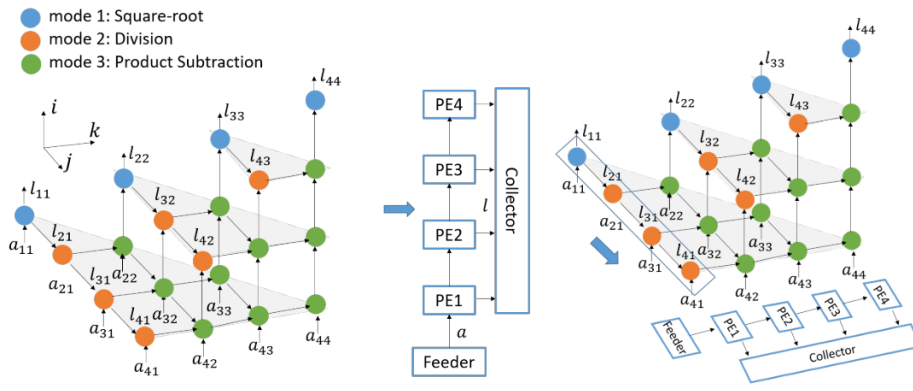 mode 1: Square-root
mode 2: Division
mode 3: Product Subtraction
i
k
j
l₁₁
l₂₂
l₃₃
l₄₄
l₂₁
l₃₂
l₄₃
l₃₁
l₄₂
l₄₁
a₁₁
a₂₁
a₂₂
a₃₁
a₃₂
a₃₃
a₄₁
a₄₂
a₄₃
a₄₄
PE4
PE3
PE2
PE1
l
Collector
a
Feeder
l₁₁
l₂₂
l₃₃
l₄₄
l₂₁
l₃₂
l₄₃
l₃₁
l₄₂
l₄₁
a₁₁
a₂₁
a₂₂
a₃₁
a₃₂
a₃₃
a₄₁
a₄₂
a₄₃
a₄₄
Feeder
PE1
PE2
PE3
PE4
Collector